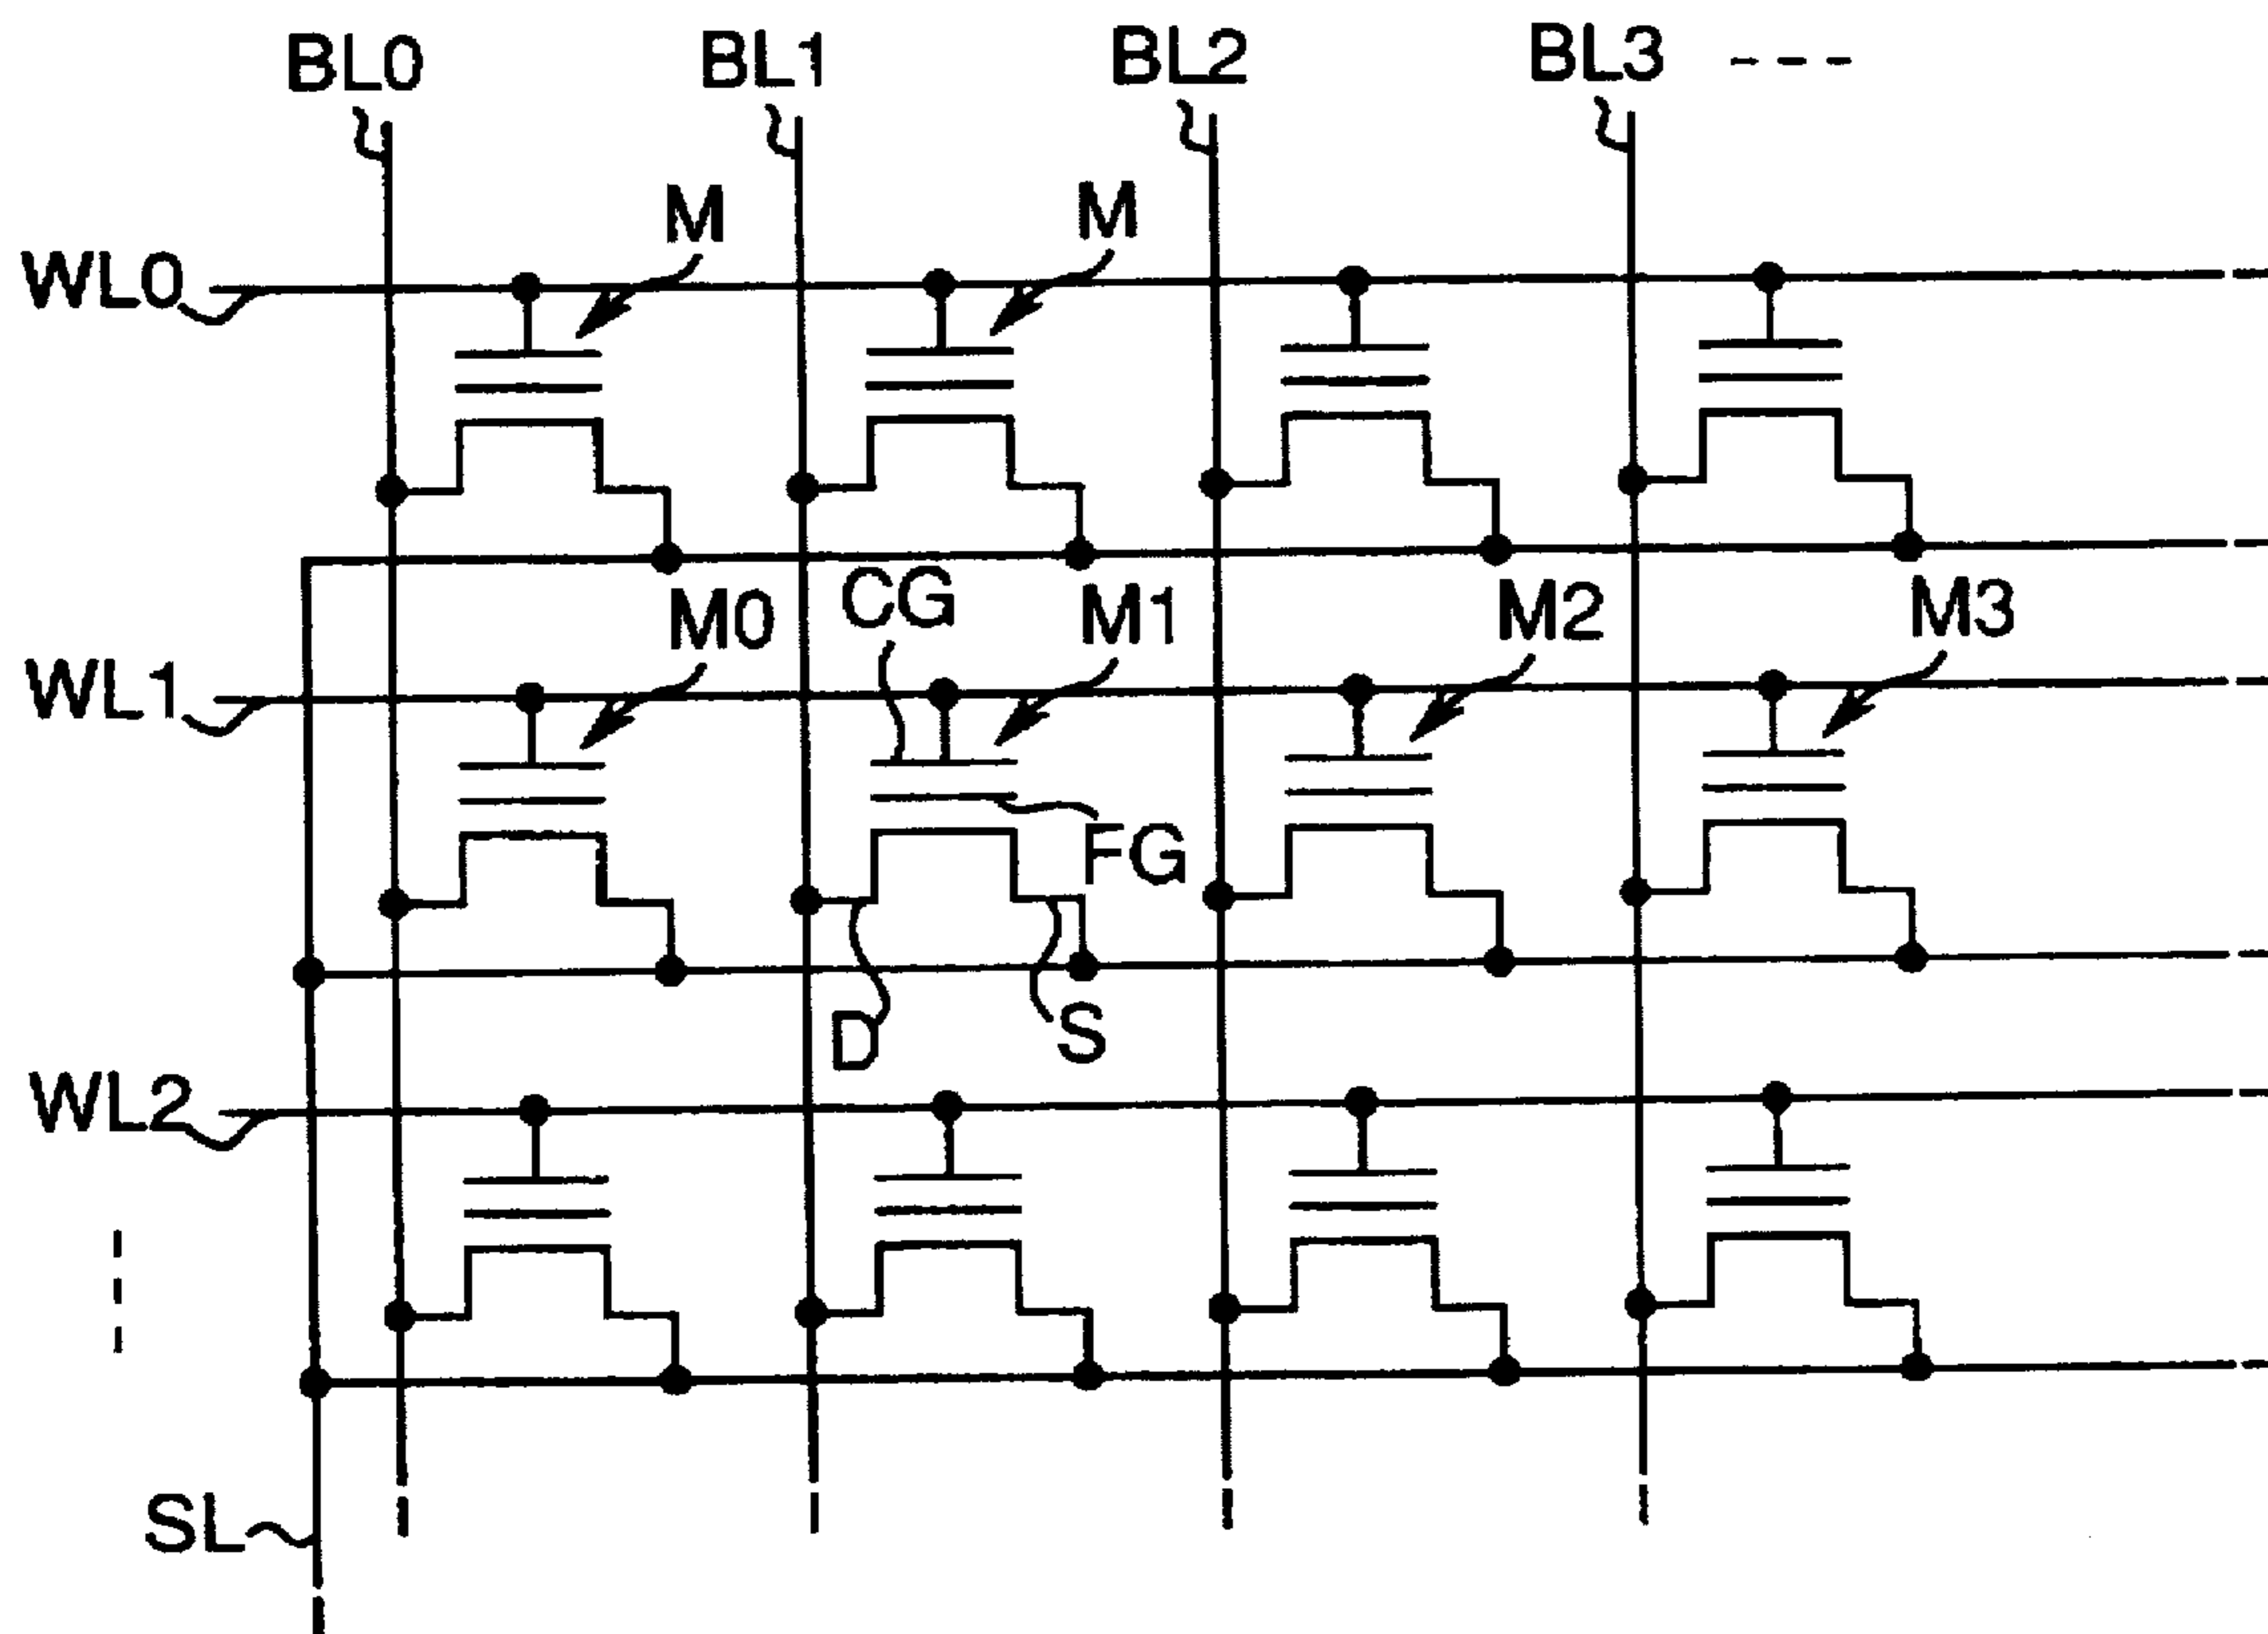 BL0 BL1 BL2 BL3
M M
WL0
M0 CG M1 M2 M3
WL1
FG
D S
WL2
SL